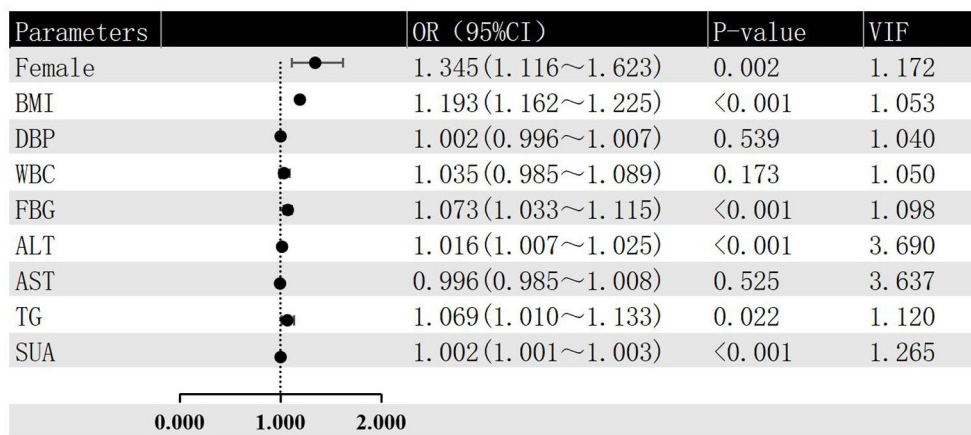 Parameters OR（95%CI） P-value VIF
Female 1.345(1.116～1.623) 0.002 1.172
BMI 1.193(1.162～1.225) <0.001 1.053
DBP 1.002(0.996～1.007) 0.539 1.040
WBC 1.035(0.985～1.089) 0.173 1.050
FBG 1.073(1.033～1.115) <0.001 1.098
ALT 1.016(1.007～1.025) <0.001 3.690
AST 0.996(0.985～1.008) 0.525 3.637
TG 1.069(1.010～1.133) 0.022 1.120
SUA 1.002(1.001～1.003) <0.001 1.265
0.000 1.000 2.000